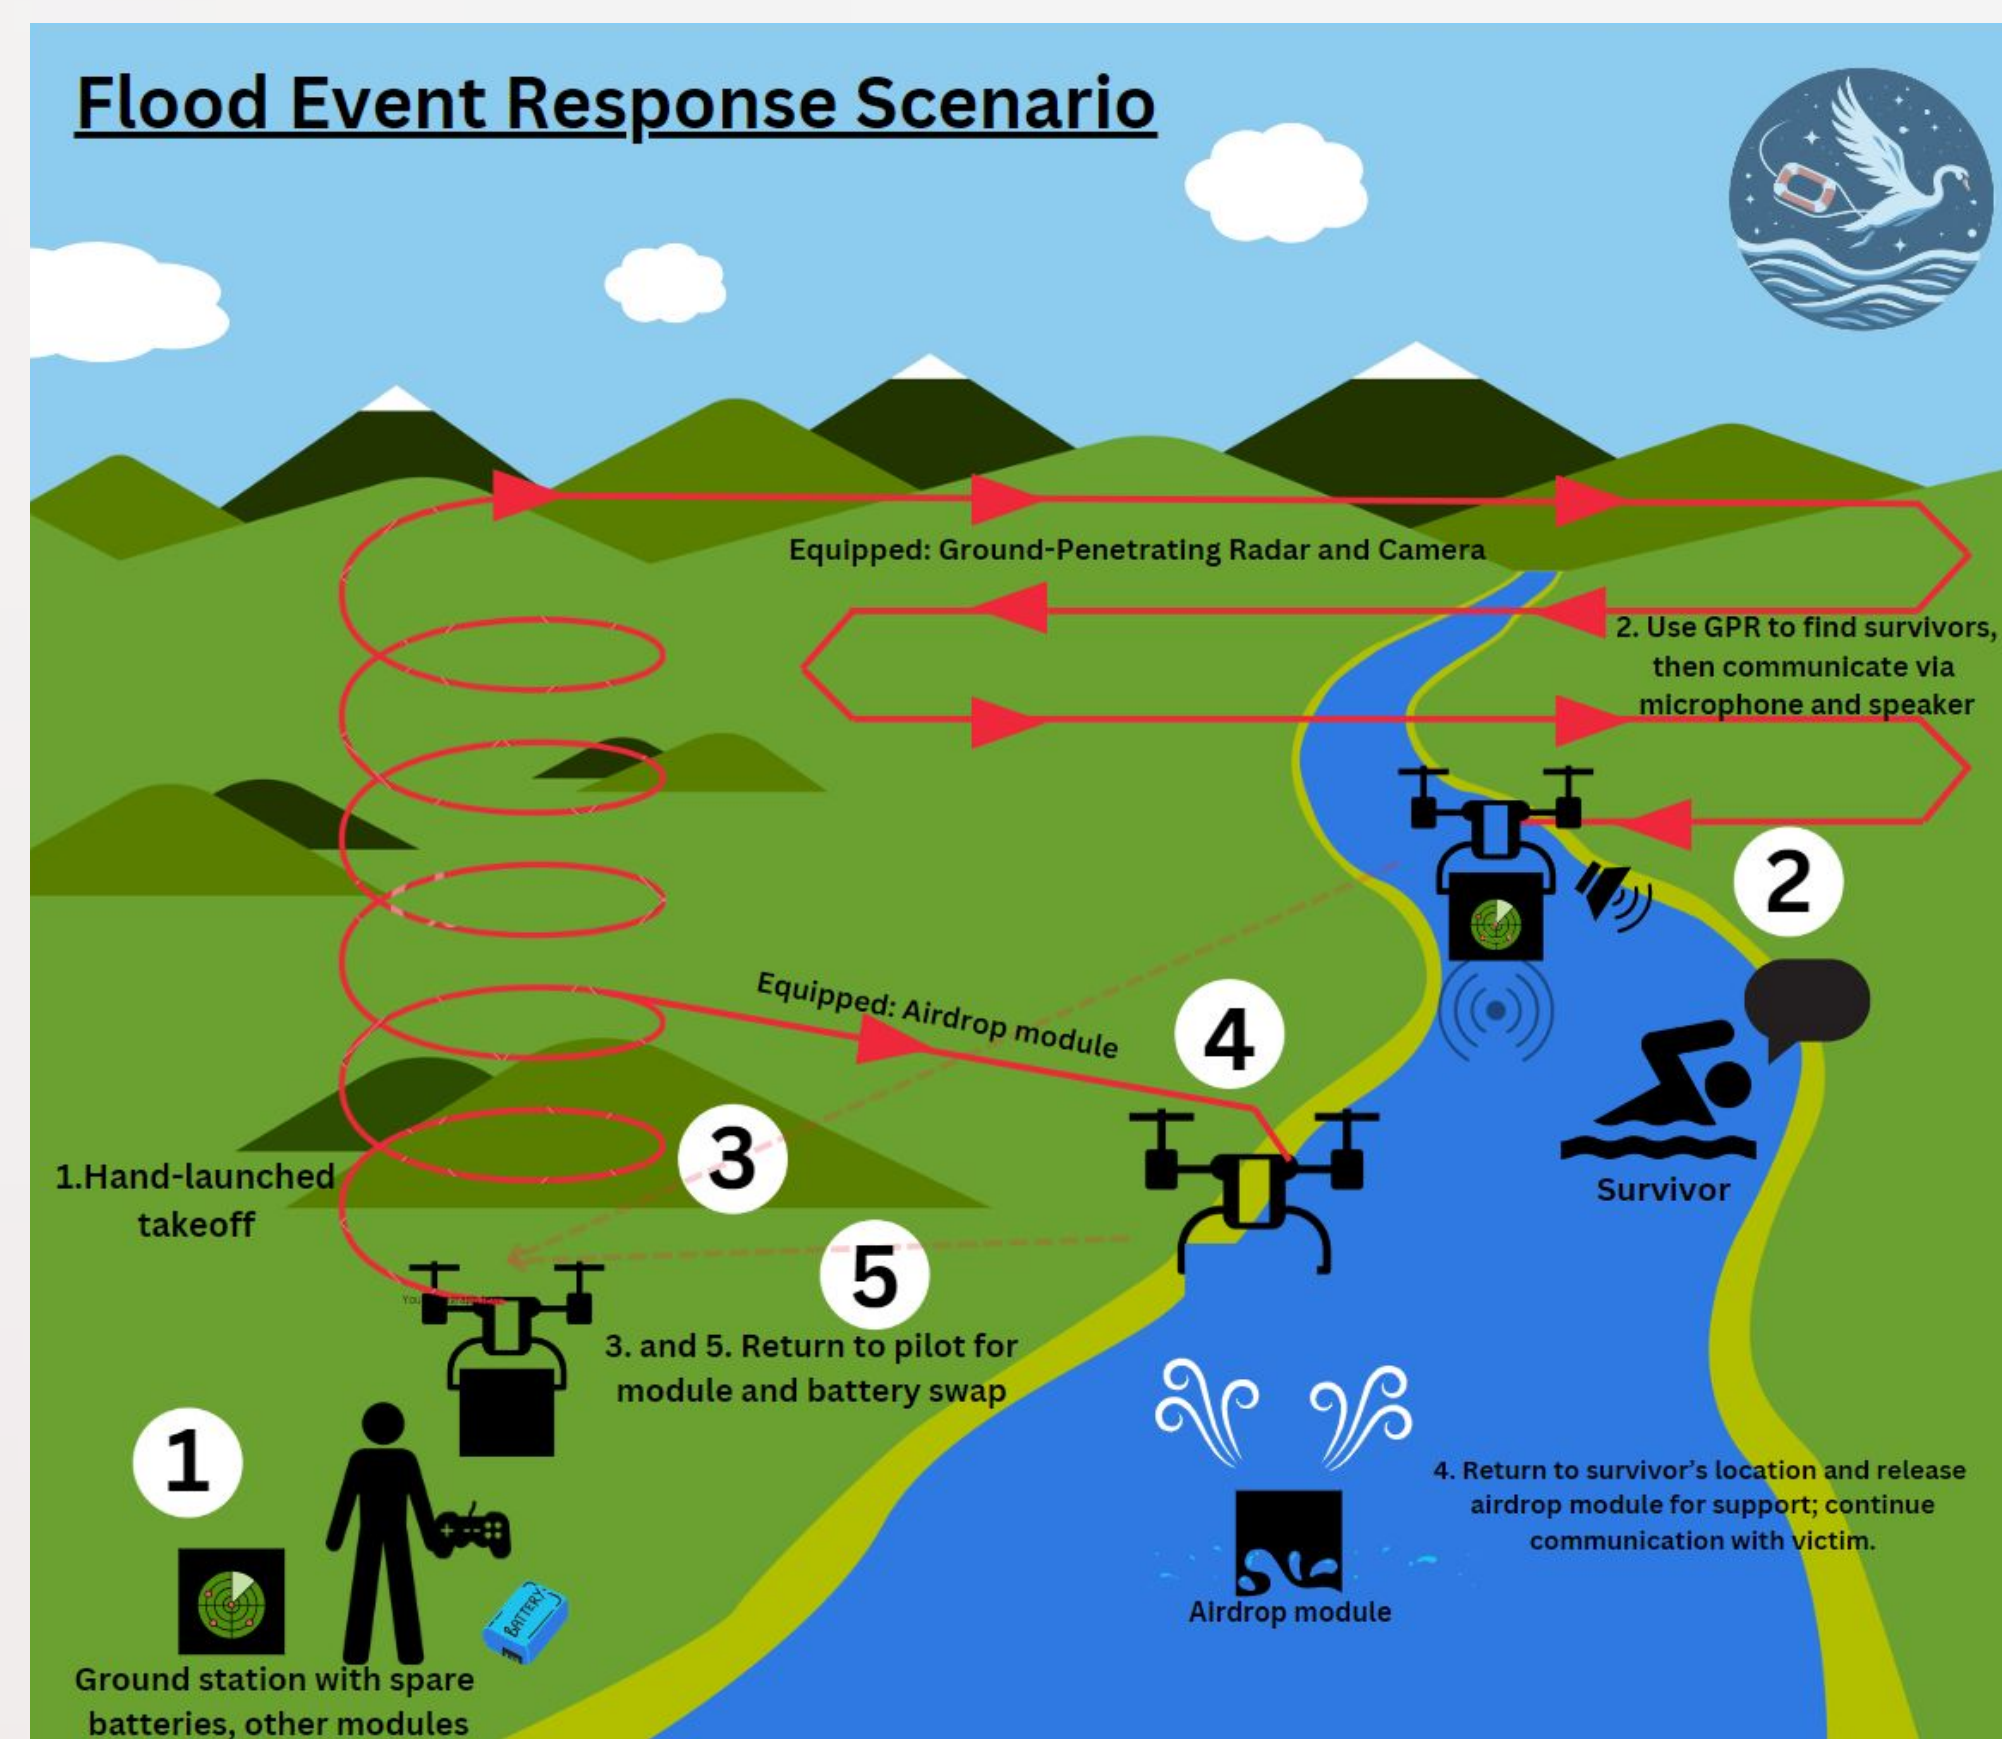 Flood Event Response Scenario
Equipped: Ground-Penetrating Radar and Camera
2. Use GPR to find survivors,
then communicate via
microphone and speaker
2
Equipped: Airdrop module
4
3
1.Hand-launched
takeoff
Survivor
5
3. and 5. Return to pilot for
module and battery swap
1
BATTERY
4. Return to survivor's location and release
airdrop module for support; continue
communication with victim.
Airdrop module
Ground station with spare
batteries, other modules